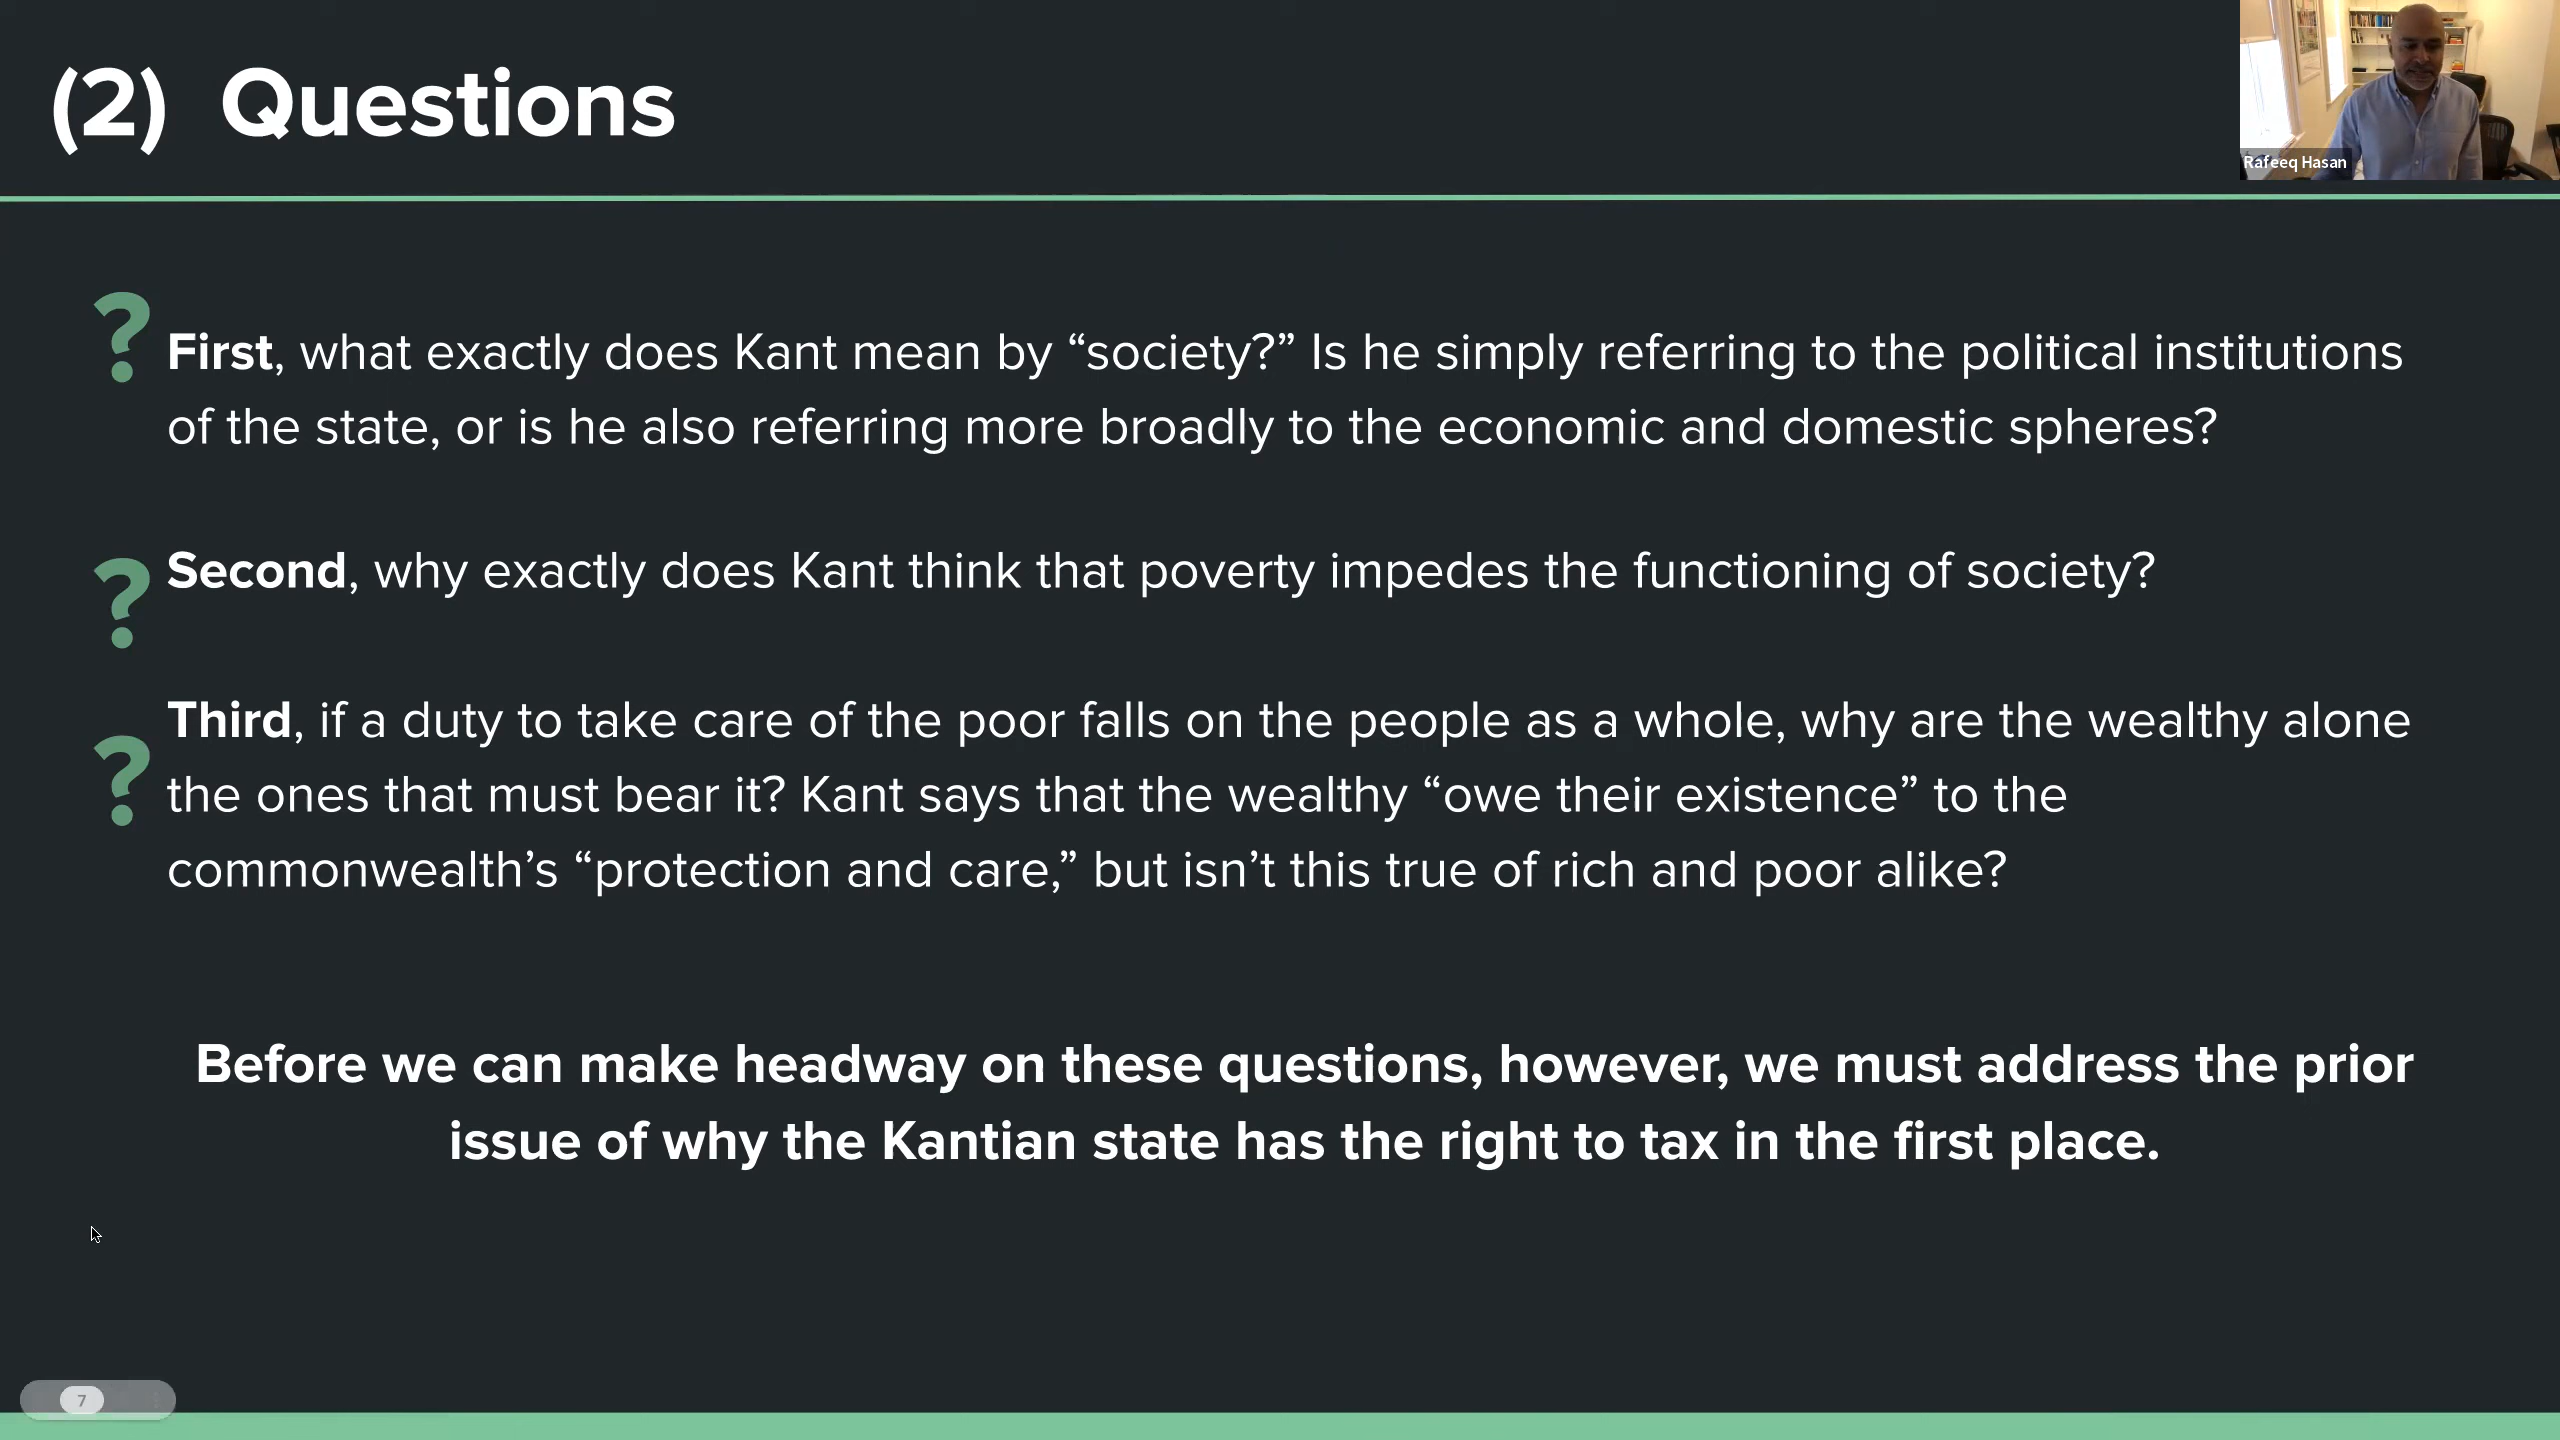 (2) Questions
Rafeeq Hasan
?
First, what exactly does Kant mean by “society?” Is he simply referring to the political institutions
of the state, or is he also referring more broadly to the economic and domestic spheres?
?
Second, why exactly does Kant think that poverty impedes the functioning of society?
?
Third, if a duty to take care of the poor falls on the people as a whole, why are the wealthy alone
the ones that must bear it? Kant says that the wealthy “owe their existence” to the
commonwealth’s “protection and care,” but isn’t this true of rich and poor alike?
Before we can make headway on these questions, however, we must address the prior
issue of why the Kantian state has the right to tax in the first place.
7